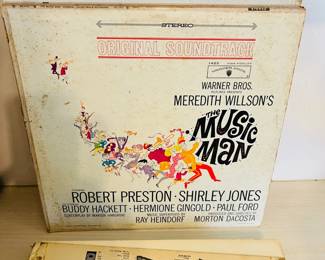 STEREO
ORIGINAL SOUNDTRACK
WARNER BROS.
MEREDITH WILLSON'S
THE MUSIC MAN
ROBERT PRESTON · SHIRLEY JONES
BUDDY HACKETT · HERMIONE GINGOLD · PAUL FORD
RAY HEINDORF
MORTON DACOSTA